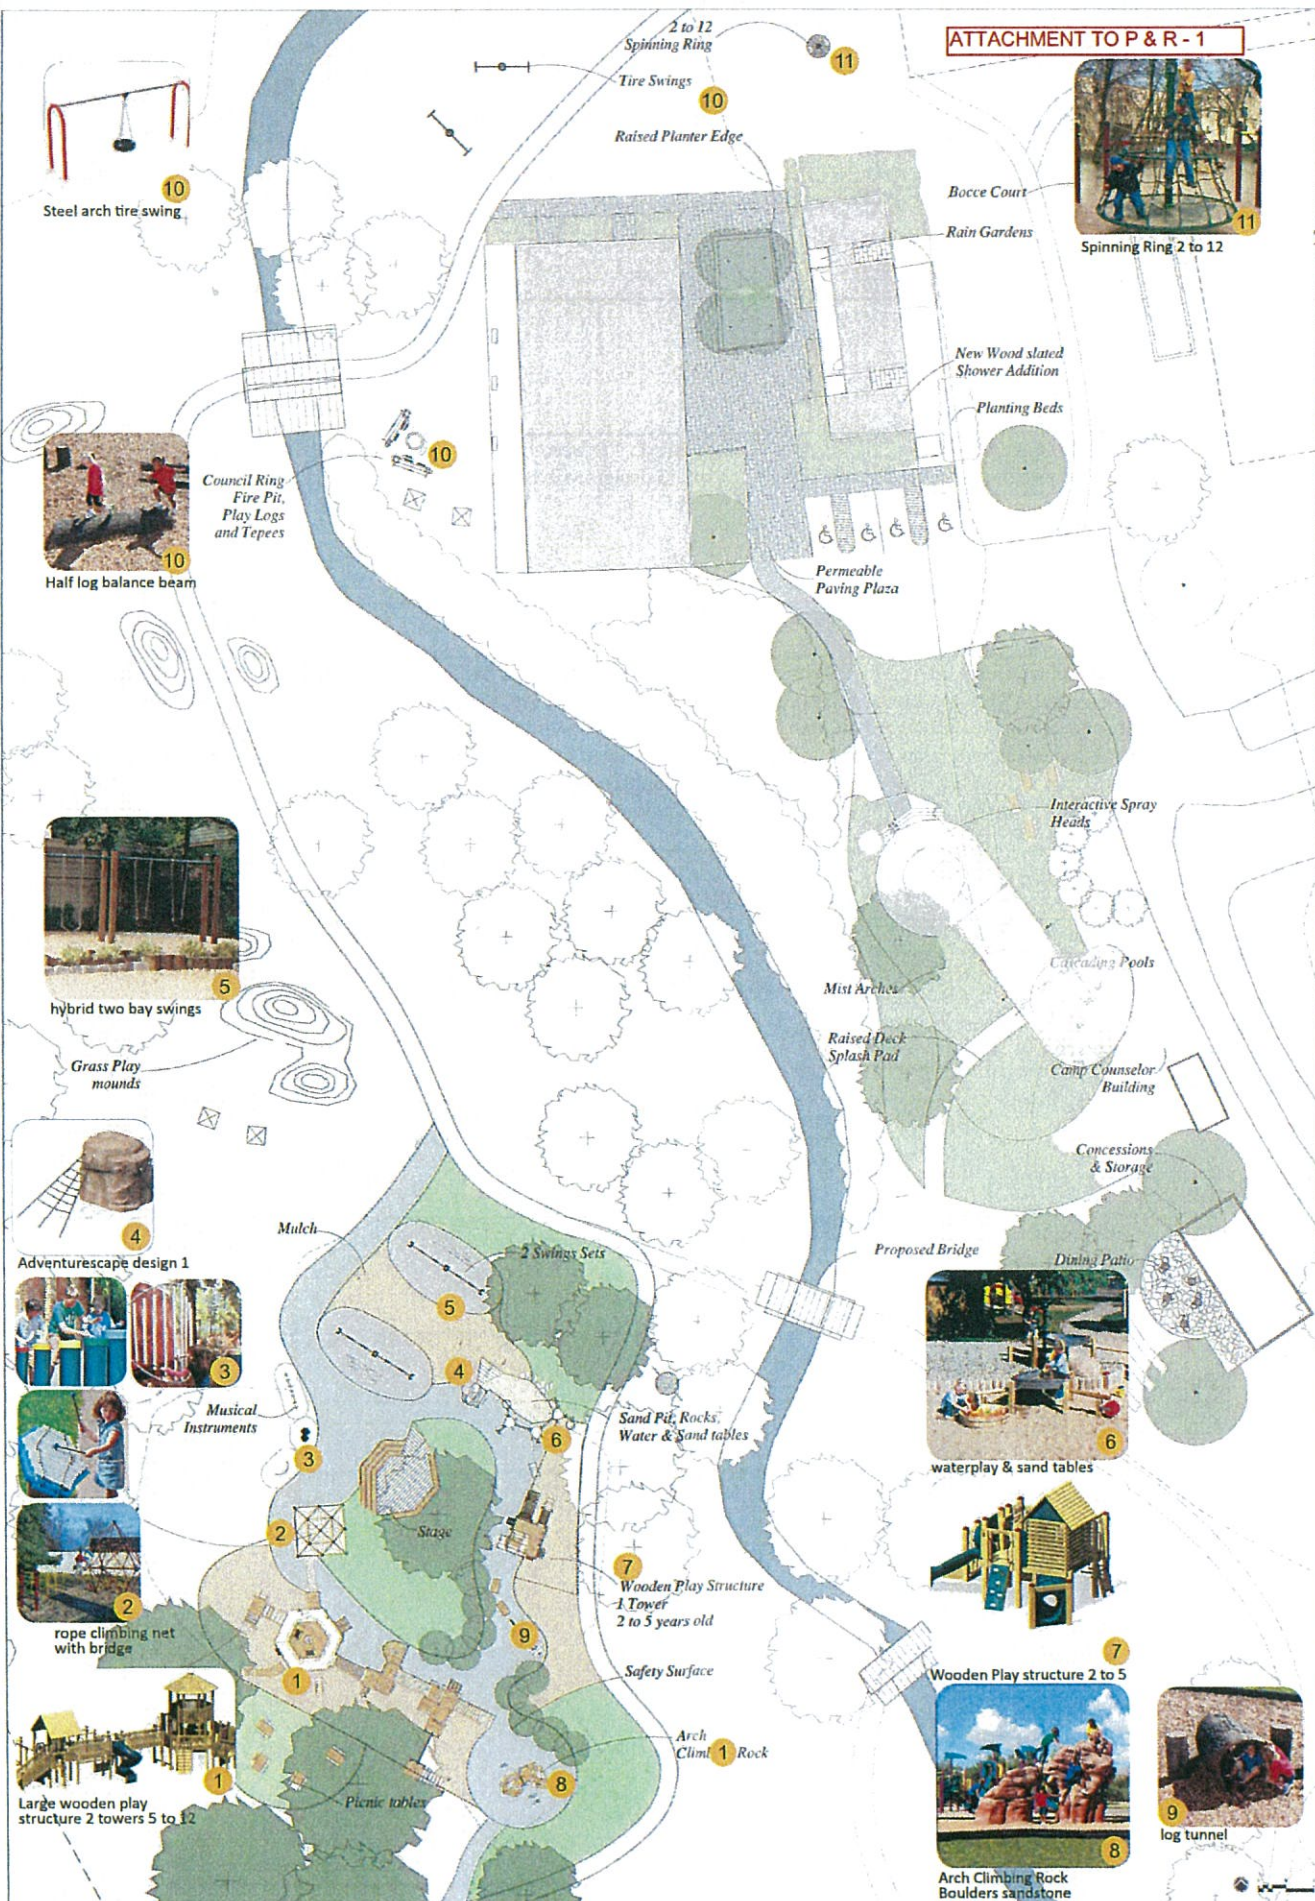 ATTACHMENT TO P & R - 1
2 to 12
Spinning Ring
11
Tire Swings
10
Raised Planter Edge
10
Steel arch tire swing
Bocce Court
Rain Gardens
11
Spinning Ring 2 to 12
New Wood slated
Shower Addition
Planting Beds
10
Council Ring
Fire Pit,
Play Logs
and Tepees
10
Half log balance beam
Permeable
Paving Plaza
Interactive Spray
Heads
5
hybrid two bay swings
Cascading Pools
Mist Arches
Raised Deck
Splash Pad
Grass Play
mounds
Camp Counselor
Building
Concessions
& Storage
4
Adventurescape design 1
Mulch
2 Swings Sets
Proposed Bridge
Dining Patio
5
3
4
Musical
Instruments
Sand Pit, Rocks,
Water & Sand tables
6
3
6
waterplay & sand tables
2
Stage
2
rope climbing net
with bridge
7
Wooden Play Structure
1 Tower
2 to 5 years old
9
7
Wooden Play structure 2 to 5
1
Safety Surface
Arch
1
Rock
8
1
Large wooden play
structure 2 towers 5 to 12
Picnic tables
8
Arch Climbing Rock
Boulders sandstone
9
log tunnel